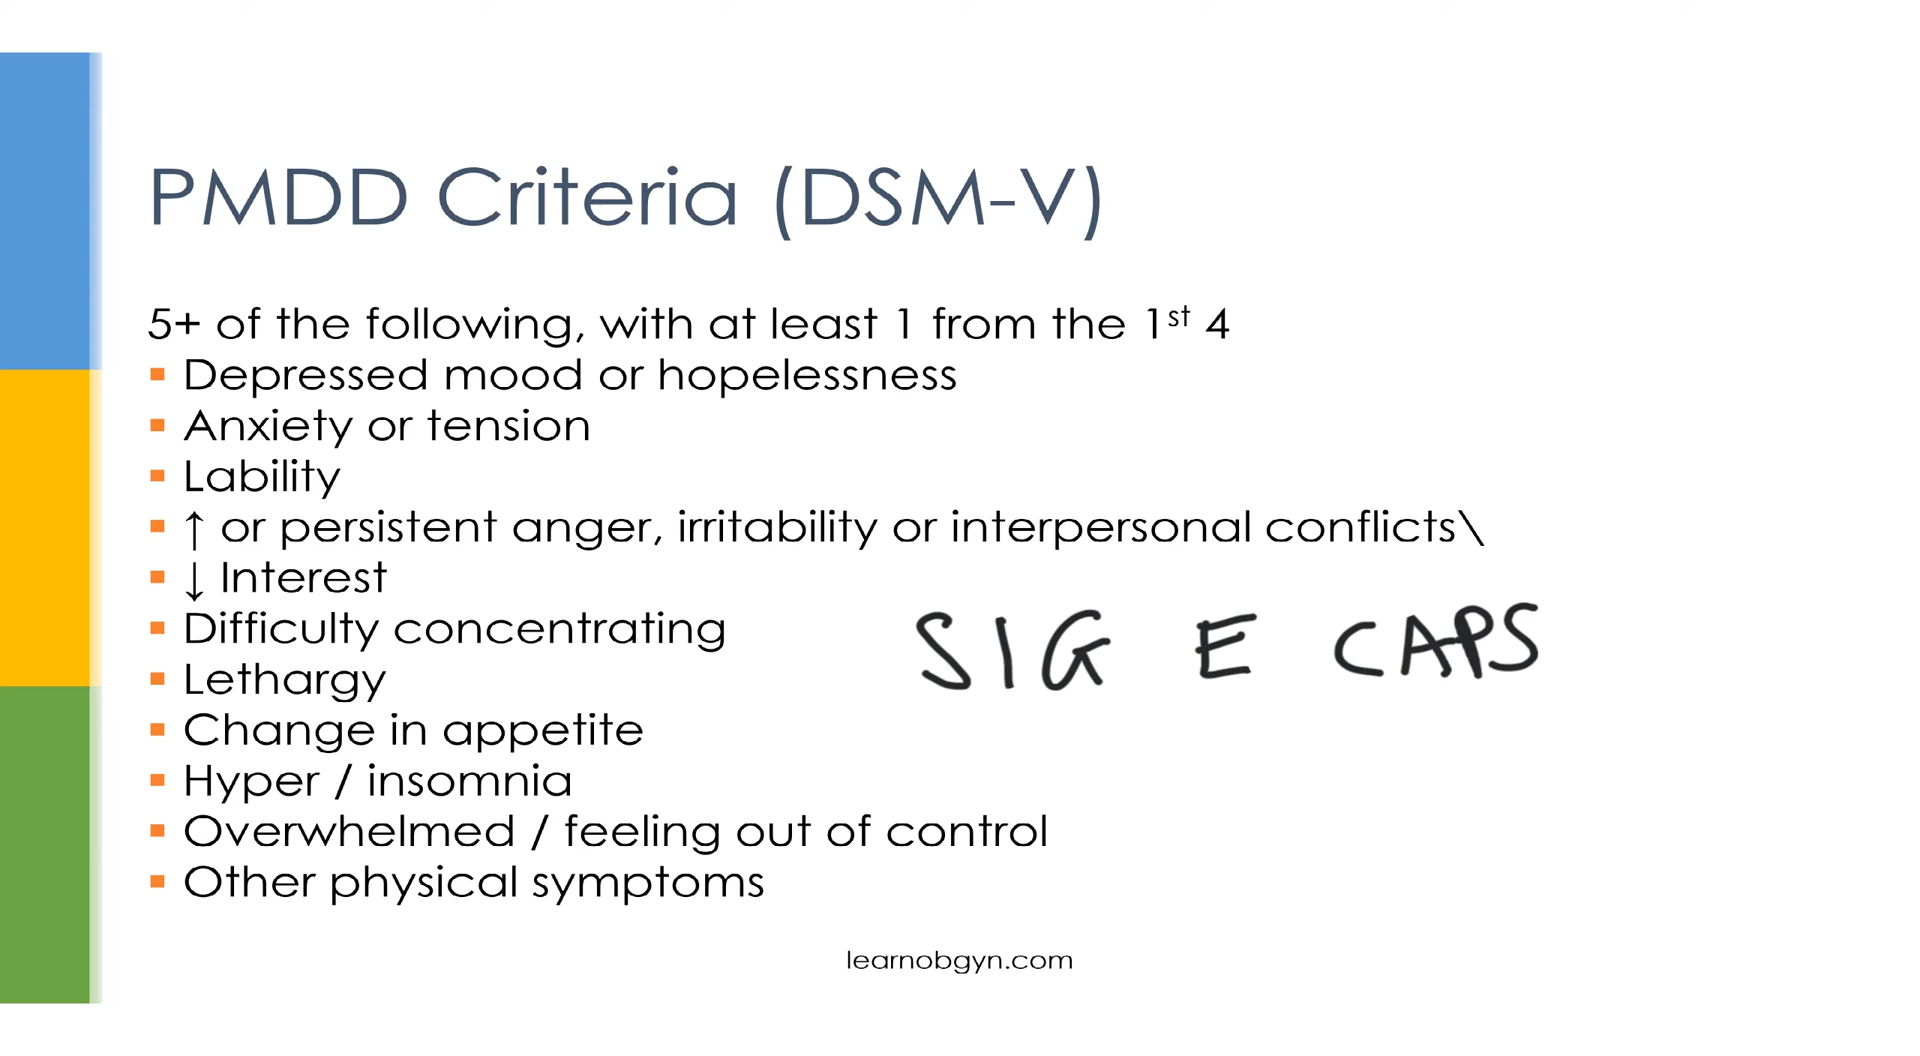 PMDD Criteria (DSM-V)
5+ of the following, with at least 1 from the 1st 4
▪ Depressed mood or hopelessness
▪ Anxiety or tension
▪ Lability
▪ ↑ or persistent anger, irritability or interpersonal conflicts\
▪ ↓ Interest
▪ Difficulty concentrating
SIG E CAPS
▪ Lethargy
▪ Change in appetite
▪ Hyper / insomnia
▪ Overwhelmed / feeling out of control
▪ Other physical symptoms
learnobgyn.com